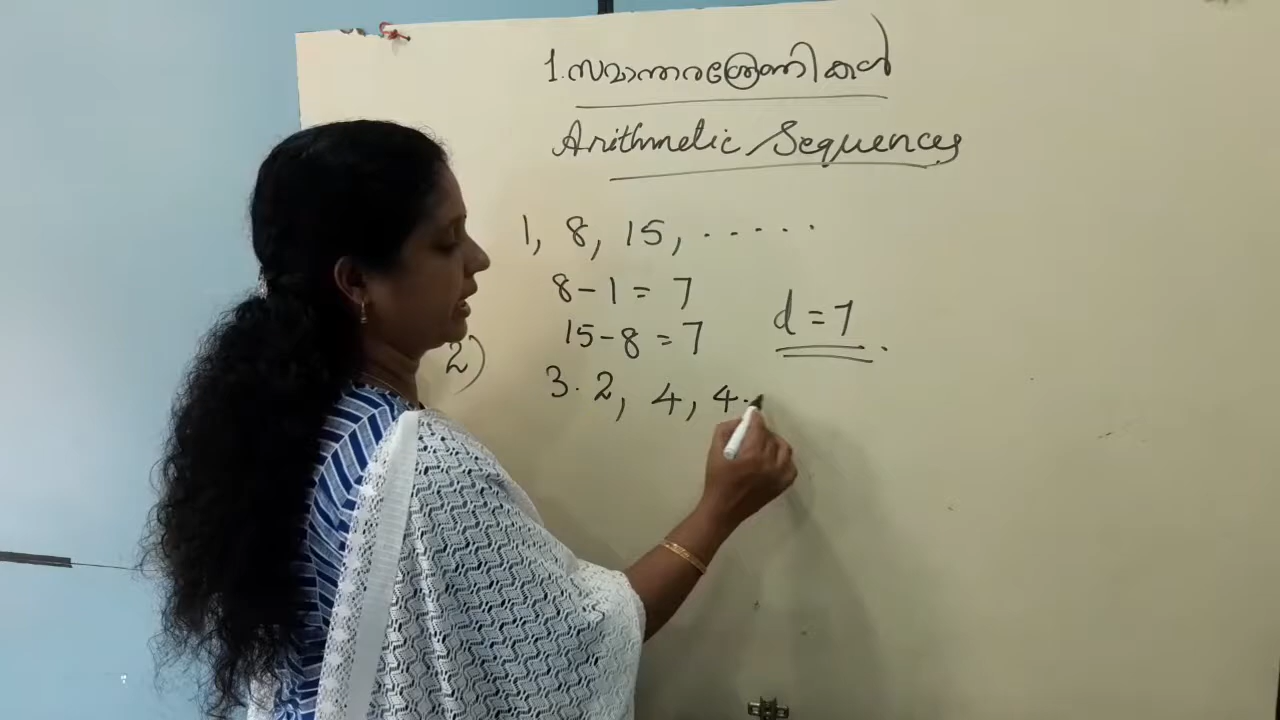 1. സമാന്തരശ്രേണികൾ
Arithmetic Sequences
1, 8, 15, . . . . .
8 - 1 = 7
15 - 8 = 7
d = 7 .
2)
3.2, 4, 4.